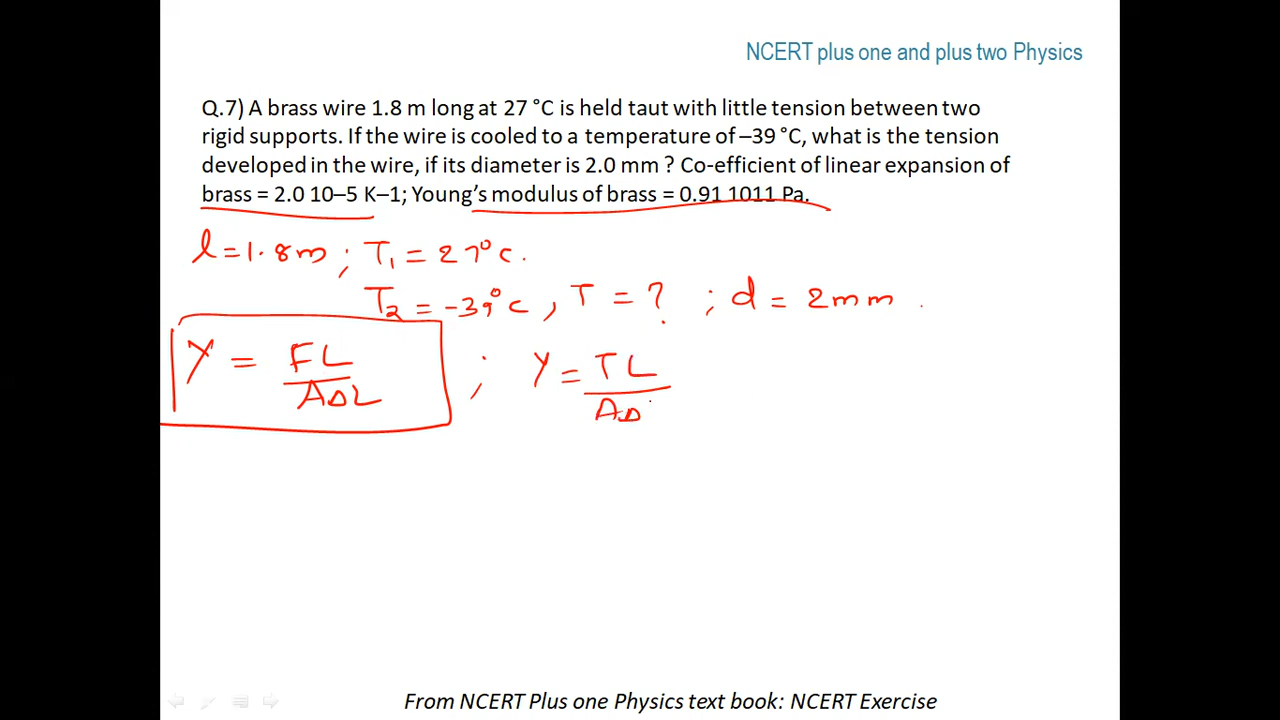 NCERT plus one and plus two Physics
Q.7) A brass wire 1.8 m long at 27 °C is held taut with little tension between two
rigid supports. If the wire is cooled to a temperature of –39 °C, what is the tension
developed in the wire, if its diameter is 2.0 mm ? Co-efficient of linear expansion of
brass = 2.0 10–5 K–1; Young's modulus of brass = 0.91 1011 Pa.
l = 1.8m ; T₁ = 27°C.
T₂ = -39°C , T = ? ; d = 2mm .
Y = FL / AΔL ; Y = TL / AΔ
From NCERT Plus one Physics text book: NCERT Exercise